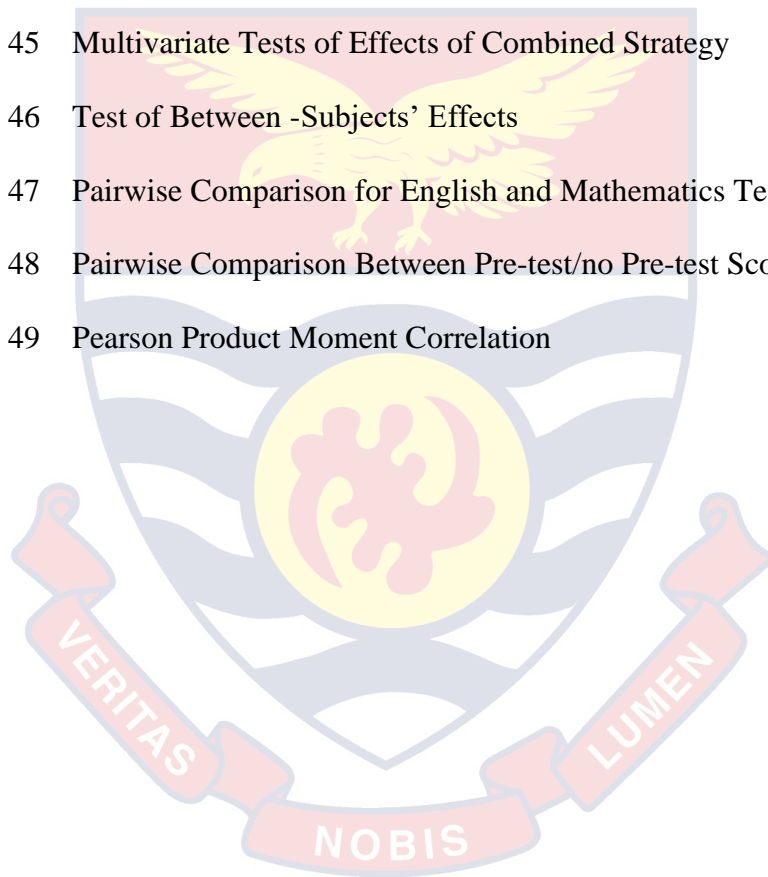 45 Multivariate Tests of Effects of Combined Strategy
46 Test of Between -Subjects’ Effects
47 Pairwise Comparison for English and Mathematics Te
48 Pairwise Comparison Between Pre-test/no Pre-test Sco
49 Pearson Product Moment Correlation
VERITAS
NOBIS
LUMEN